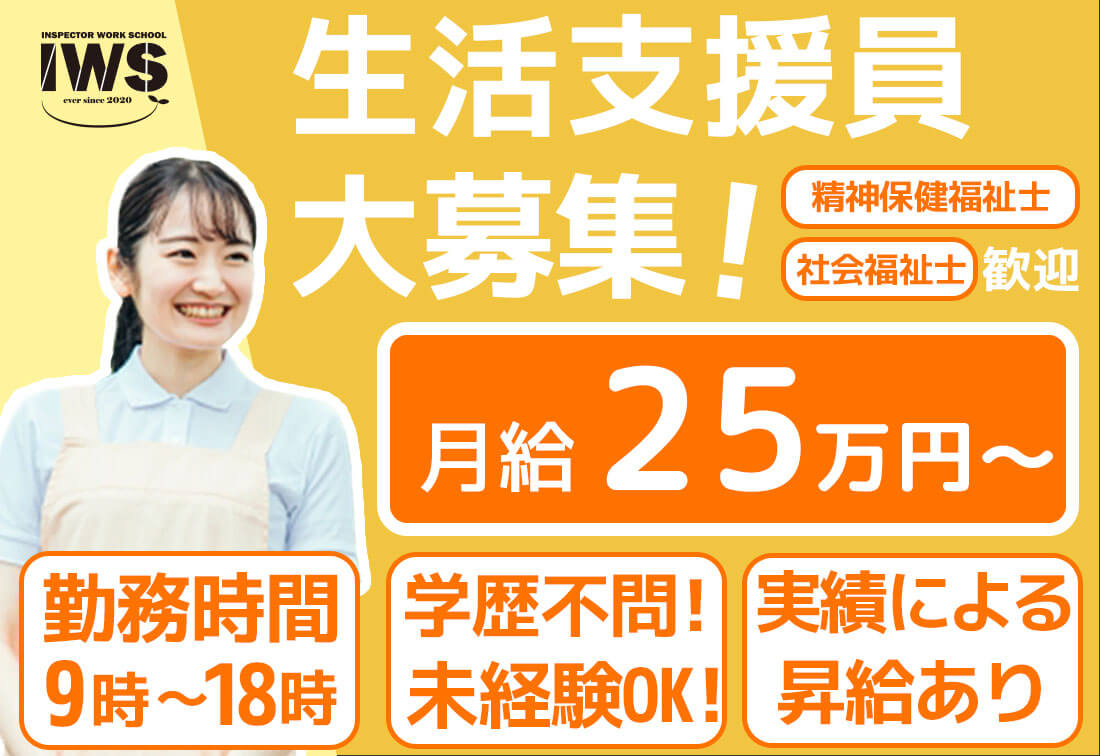 INSPECTOR WORK SCHOOL
IWS
ever since 2020
生活支援員
大募集!
精神保健福祉士
社会福祉士 歓迎
月給 25万円～
勤務時間
9時～18時
学歴不問!
未経験OK!
実績による
昇給あり